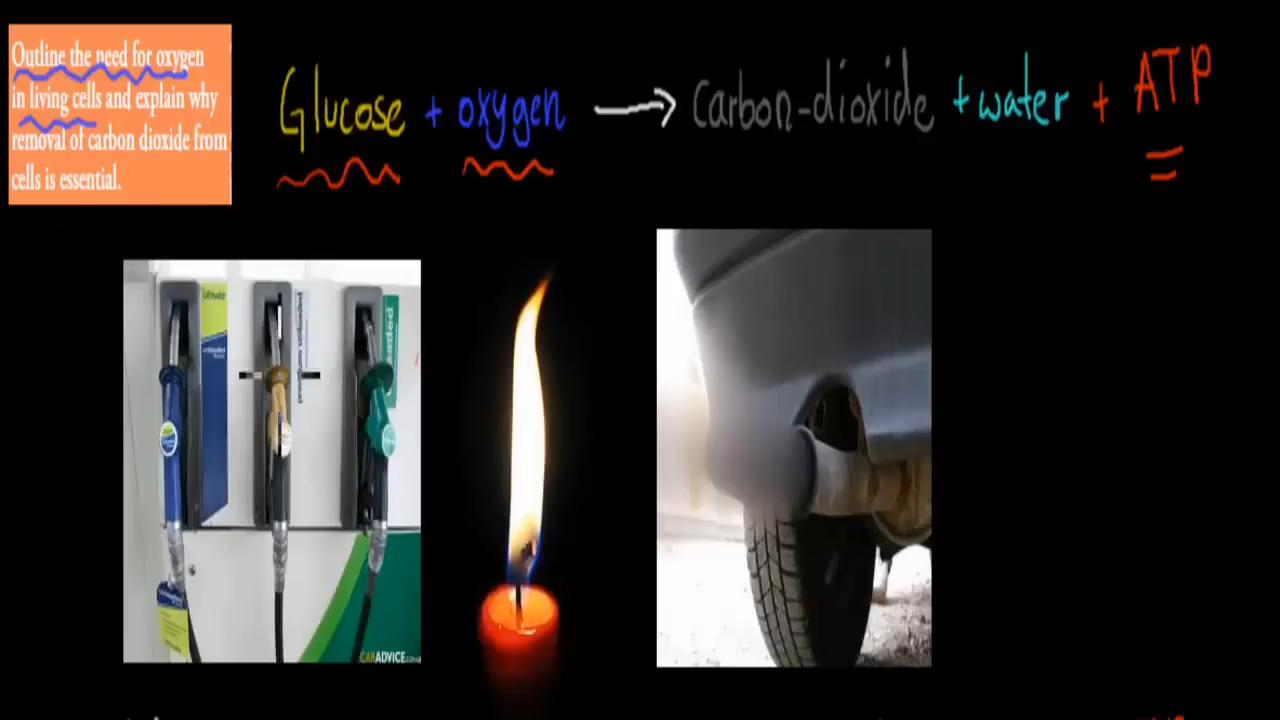 Outline the need for oxygen
in living cells and explain why
removal of carbon dioxide from
cells is essential.
Glucose + oxygen → carbon-dioxide + water + ATP
CARADVICE.COM.AU